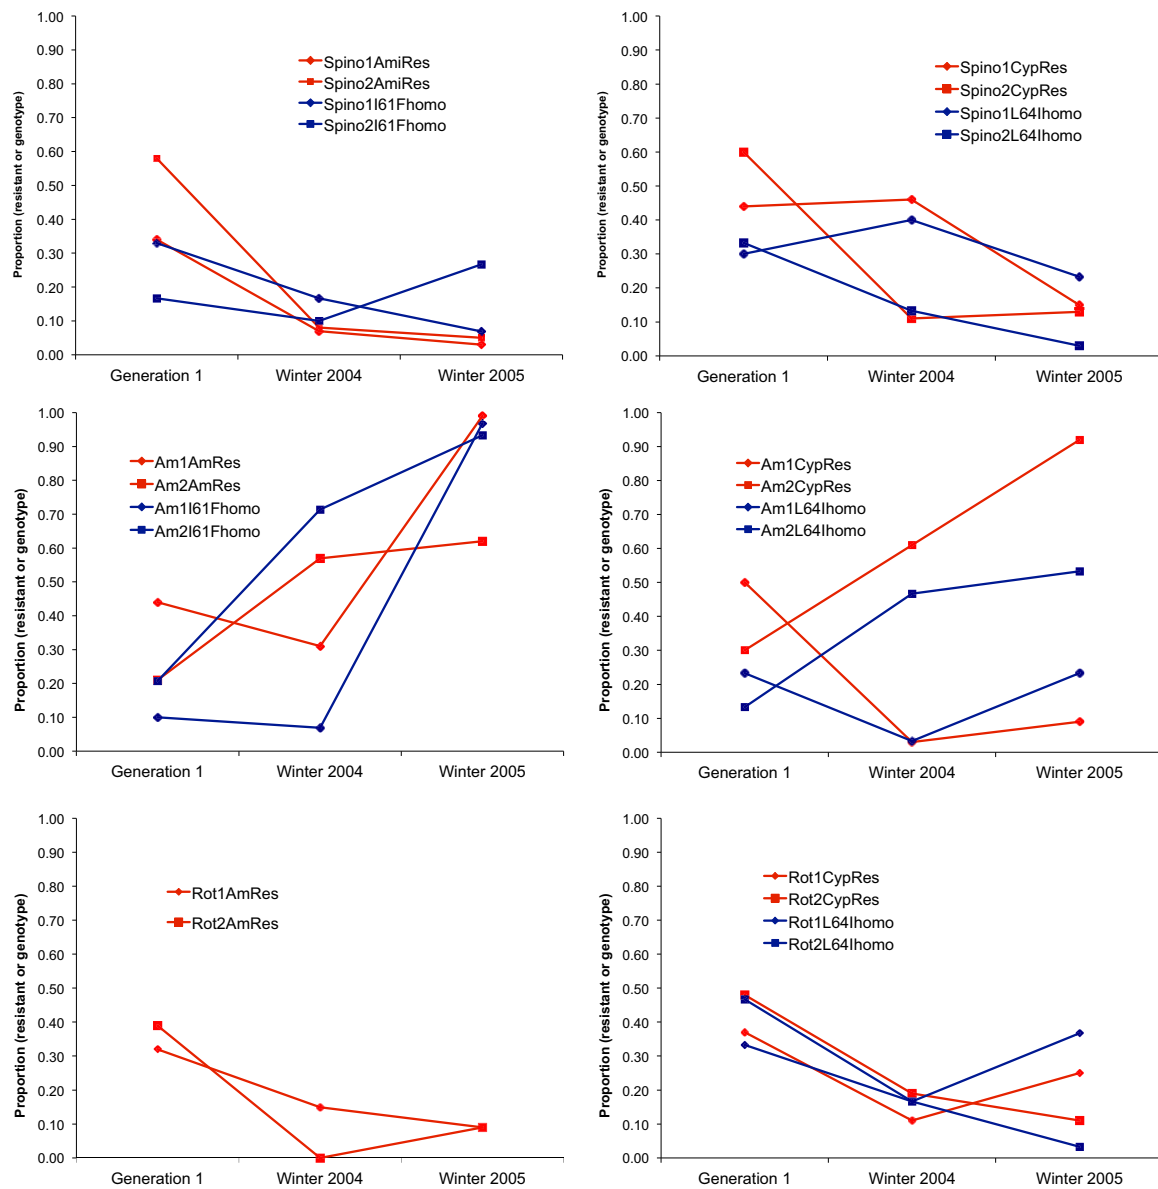 Proportion (resistant or genotype)
1.00
0.90
0.80
0.70
0.60
0.50
0.40
0.30
0.20
0.10
0.00
Spino1AmiRes
Spino2AmiRes
Spino1I61Fhomo
Spino2I61Fhomo
Generation 1 Winter 2004 Winter 2005
Proportion (resistant or genotype)
1.00
0.90
0.80
0.70
0.60
0.50
0.40
0.30
0.20
0.10
0.00
Spino1CypRes
Spino2CypRes
Spino1L64Ihomo
Spino2L64Ihomo
Generation 1 Winter 2004 Winter 2005
Proportion (resistant or genotype)
1.00
0.90
0.80
0.70
0.60
0.50
0.40
0.30
0.20
0.10
0.00
Am1AmRes
Am2AmRes
Am1I61Fhomo
Am2I61Fhomo
Generation 1 Winter 2004 Winter 2005
Proportion (resistant or genotype)
1.00
0.90
0.80
0.70
0.60
0.50
0.40
0.30
0.20
0.10
0.00
Am1CypRes
Am2CypRes
Am1L64Ihomo
Am2L64Ihomo
Generation 1 Winter 2004 Winter 2005
Proportion (resistant or genotype)
1.00
0.90
0.80
0.70
0.60
0.50
0.40
0.30
0.20
0.10
0.00
Rot1AmRes
Rot2AmRes
Generation 1 Winter 2004 Winter 2005
Proportion (resistant or genotype)
1.00
0.90
0.80
0.70
0.60
0.50
0.40
0.30
0.20
0.10
0.00
Rot1CypRes
Rot2CypRes
Rot1L64Ihomo
Rot2L64Ihomo
Generation 1 Winter 2004 Winter 2005